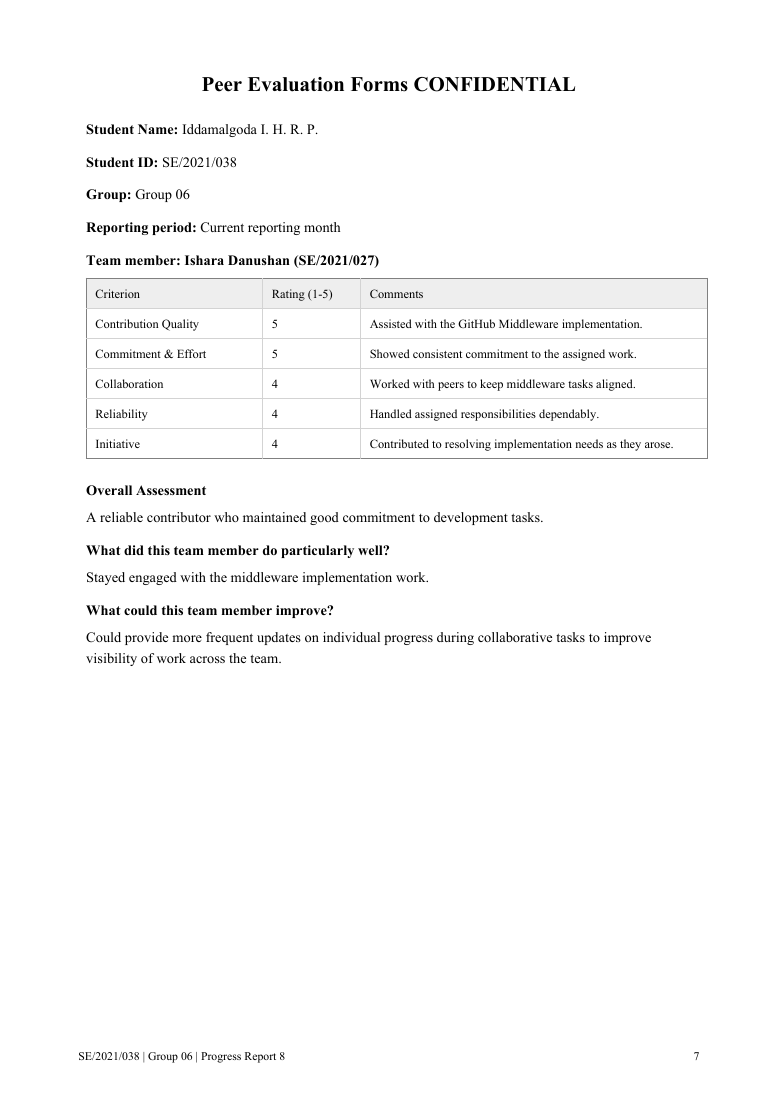 Peer Evaluation Forms CONFIDENTIAL
Student Name: Iddamalgoda I. H. R. P.
Student ID: SE/2021/038
Group: Group 06
Reporting period: Current reporting month
Team member: Ishara Danushan (SE/2021/027)
Criterion Rating (1-5) Comments
Contribution Quality 5 Assisted with the GitHub Middleware implementation.
Commitment & Effort 5 Showed consistent commitment to the assigned work.
Collaboration 4 Worked with peers to keep middleware tasks aligned.
Reliability 4 Handled assigned responsibilities dependably.
Initiative 4 Contributed to resolving implementation needs as they arose.
Overall Assessment
A reliable contributor who maintained good commitment to development tasks.
What did this team member do particularly well?
Stayed engaged with the middleware implementation work.
What could this team member improve?
Could provide more frequent updates on individual progress during collaborative tasks to improve
visibility of work across the team.
SE/2021/038 | Group 06 | Progress Report 8 7